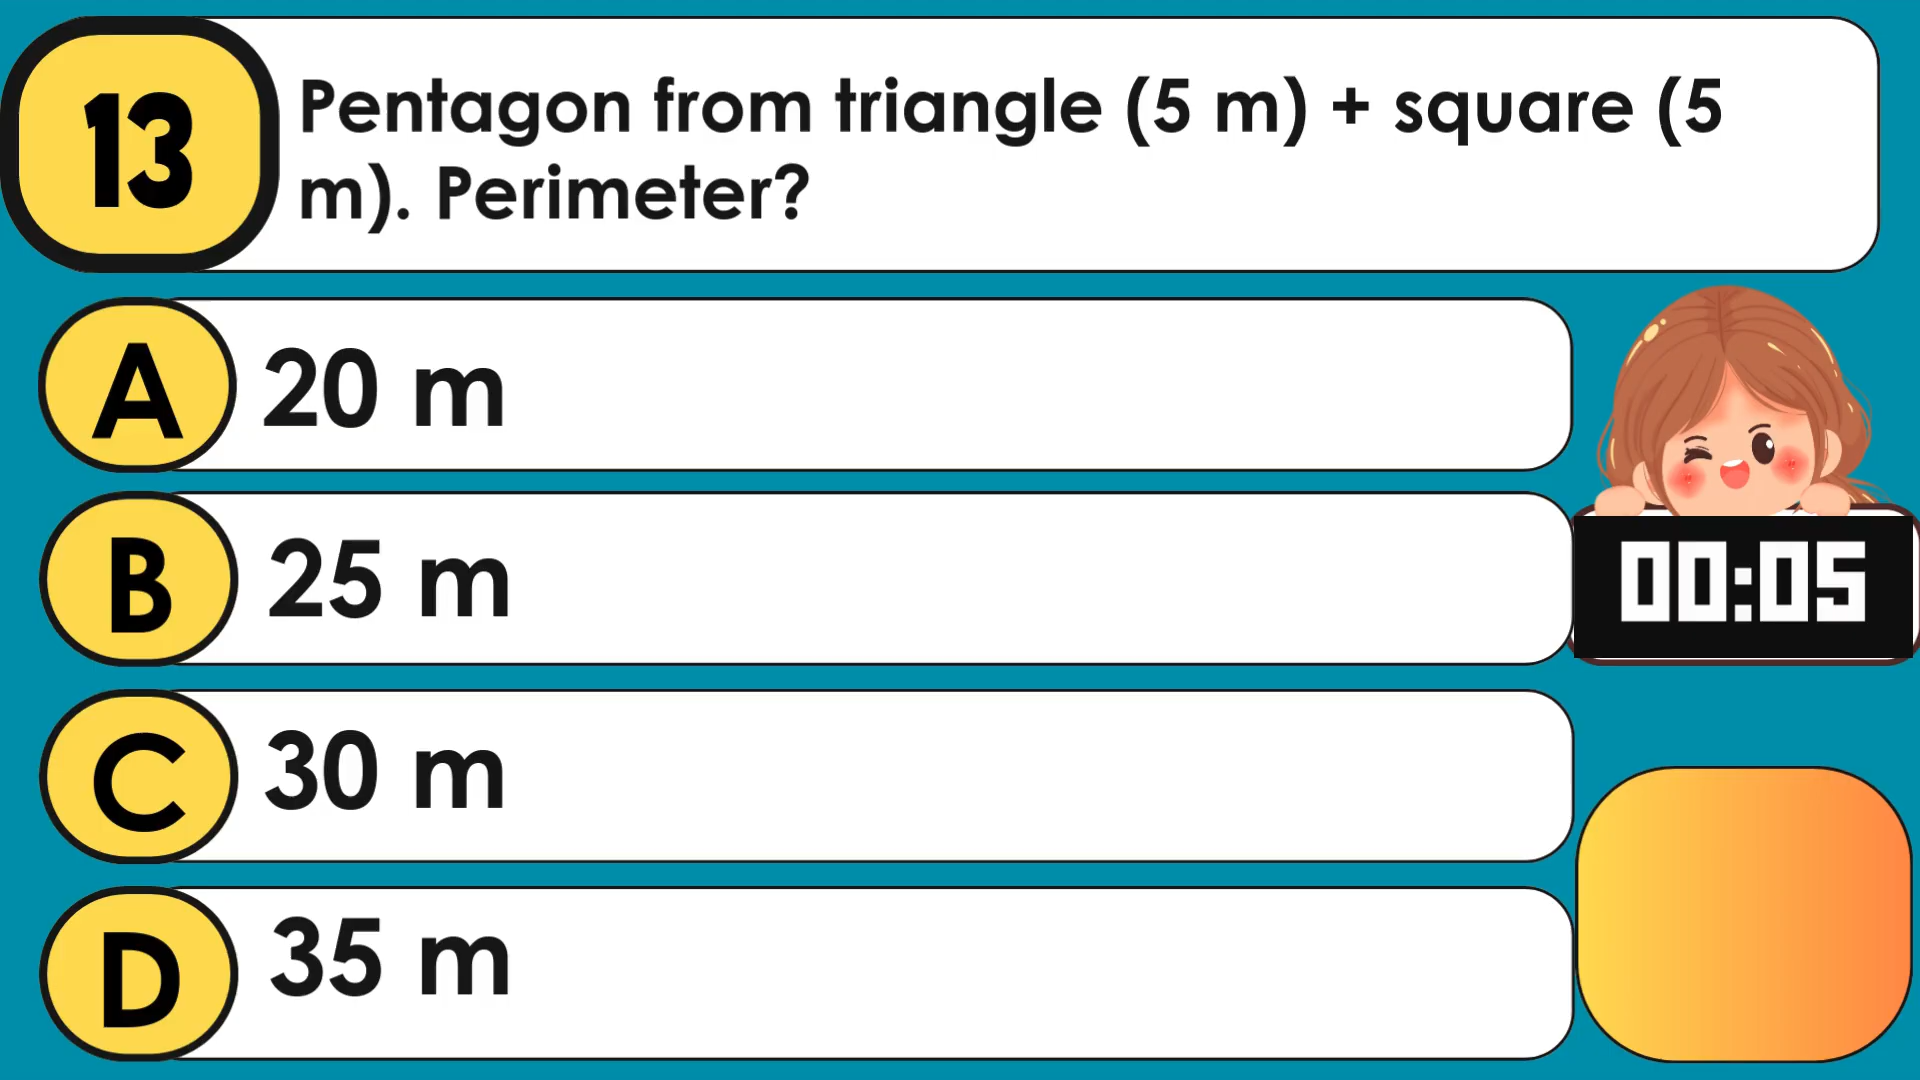 13
Pentagon from triangle (5 m) + square (5
m). Perimeter?
A
20 m
B
25 m
00:05
C
30 m
D
35 m